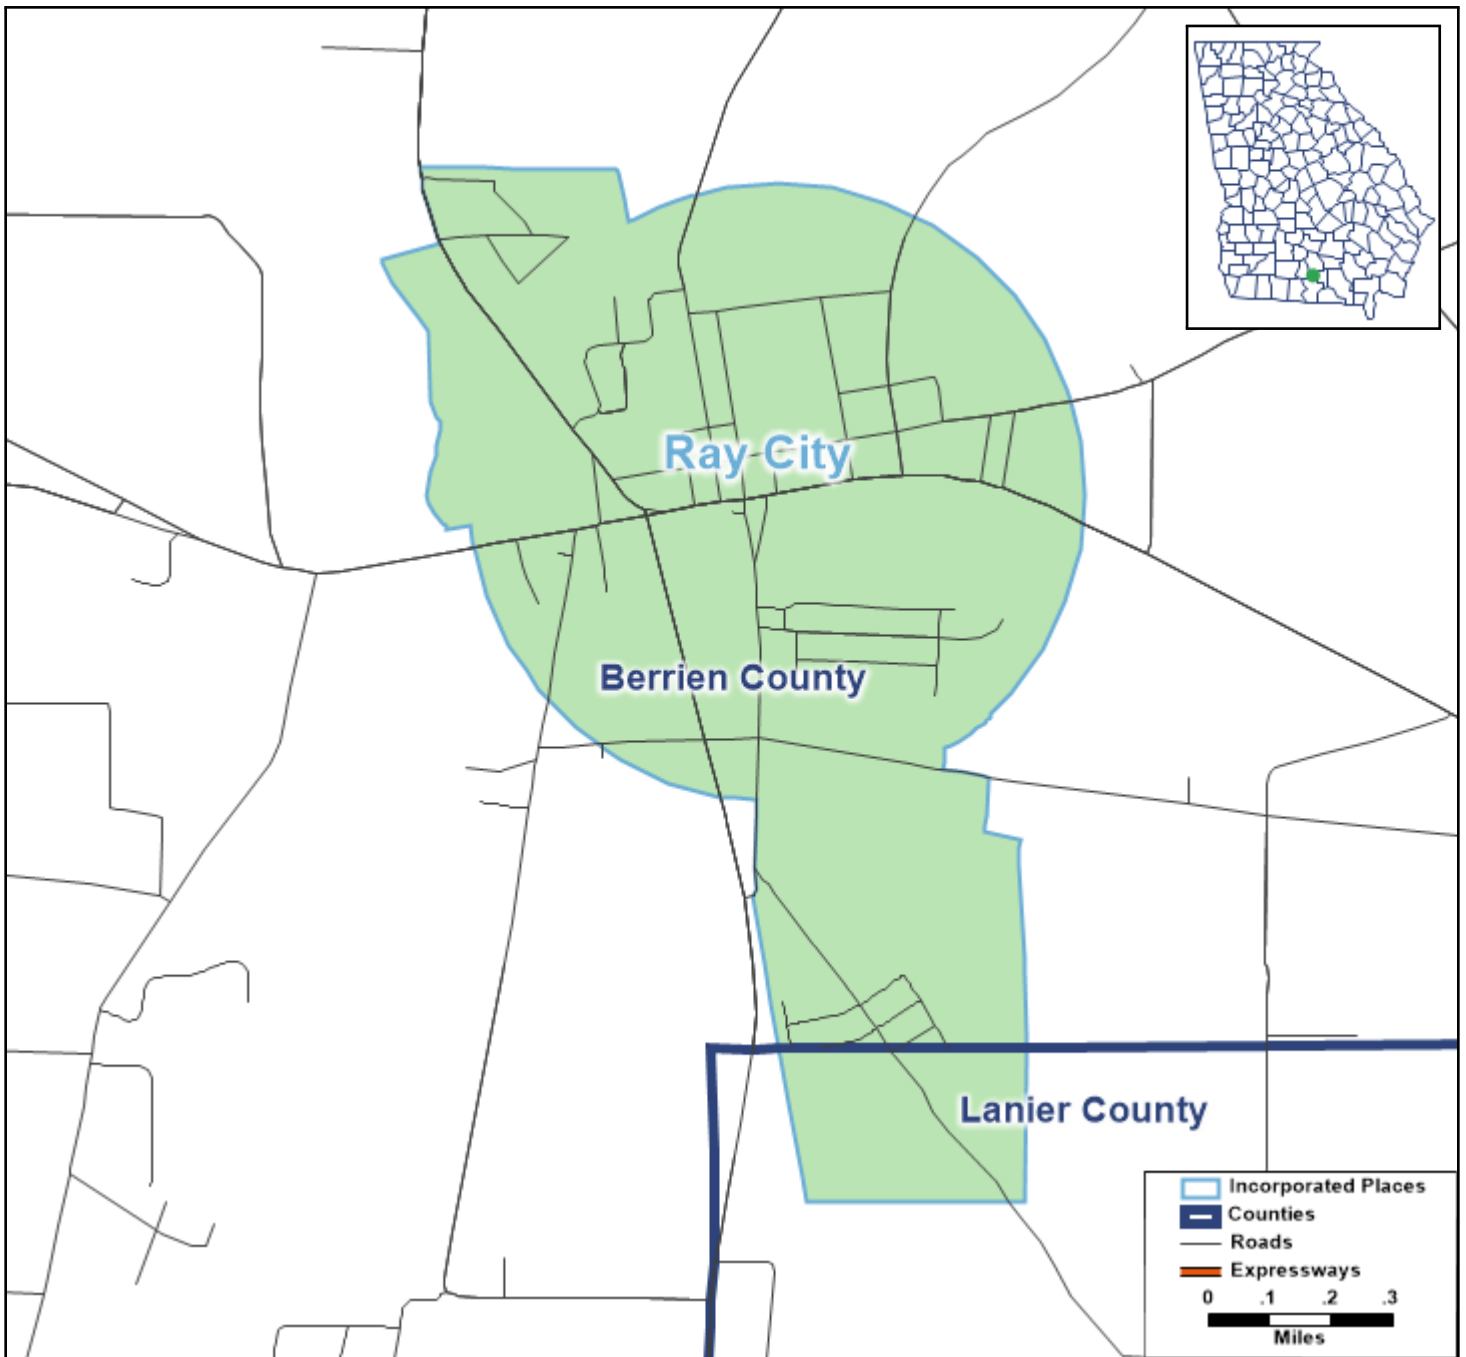 Ray City
Berrien County
Lanier County
Incorporated Places
Counties
Roads
Expressways
0 .1 .2 .3
Miles